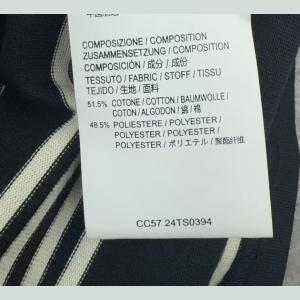 COMPOSIZIONE / COMPOSITION
ZUSAMMENSETZUNG / COMPOSITION
COMPOSICIÓN / 成分 / 成份
TESSUTO / FABRIC / STOFF / TISSU
TEJIDO / 生地 / 面料
51.5% COTONE / COTTON / BAUMWOLLE /
COTON / ALGODON / 綿 / 棉
48.5% POLIESTERE / POLYESTER /
POLYESTER / POLYESTER /
POLYESTER / ポリエステル / 聚酯纤维
CC57 24TS0394